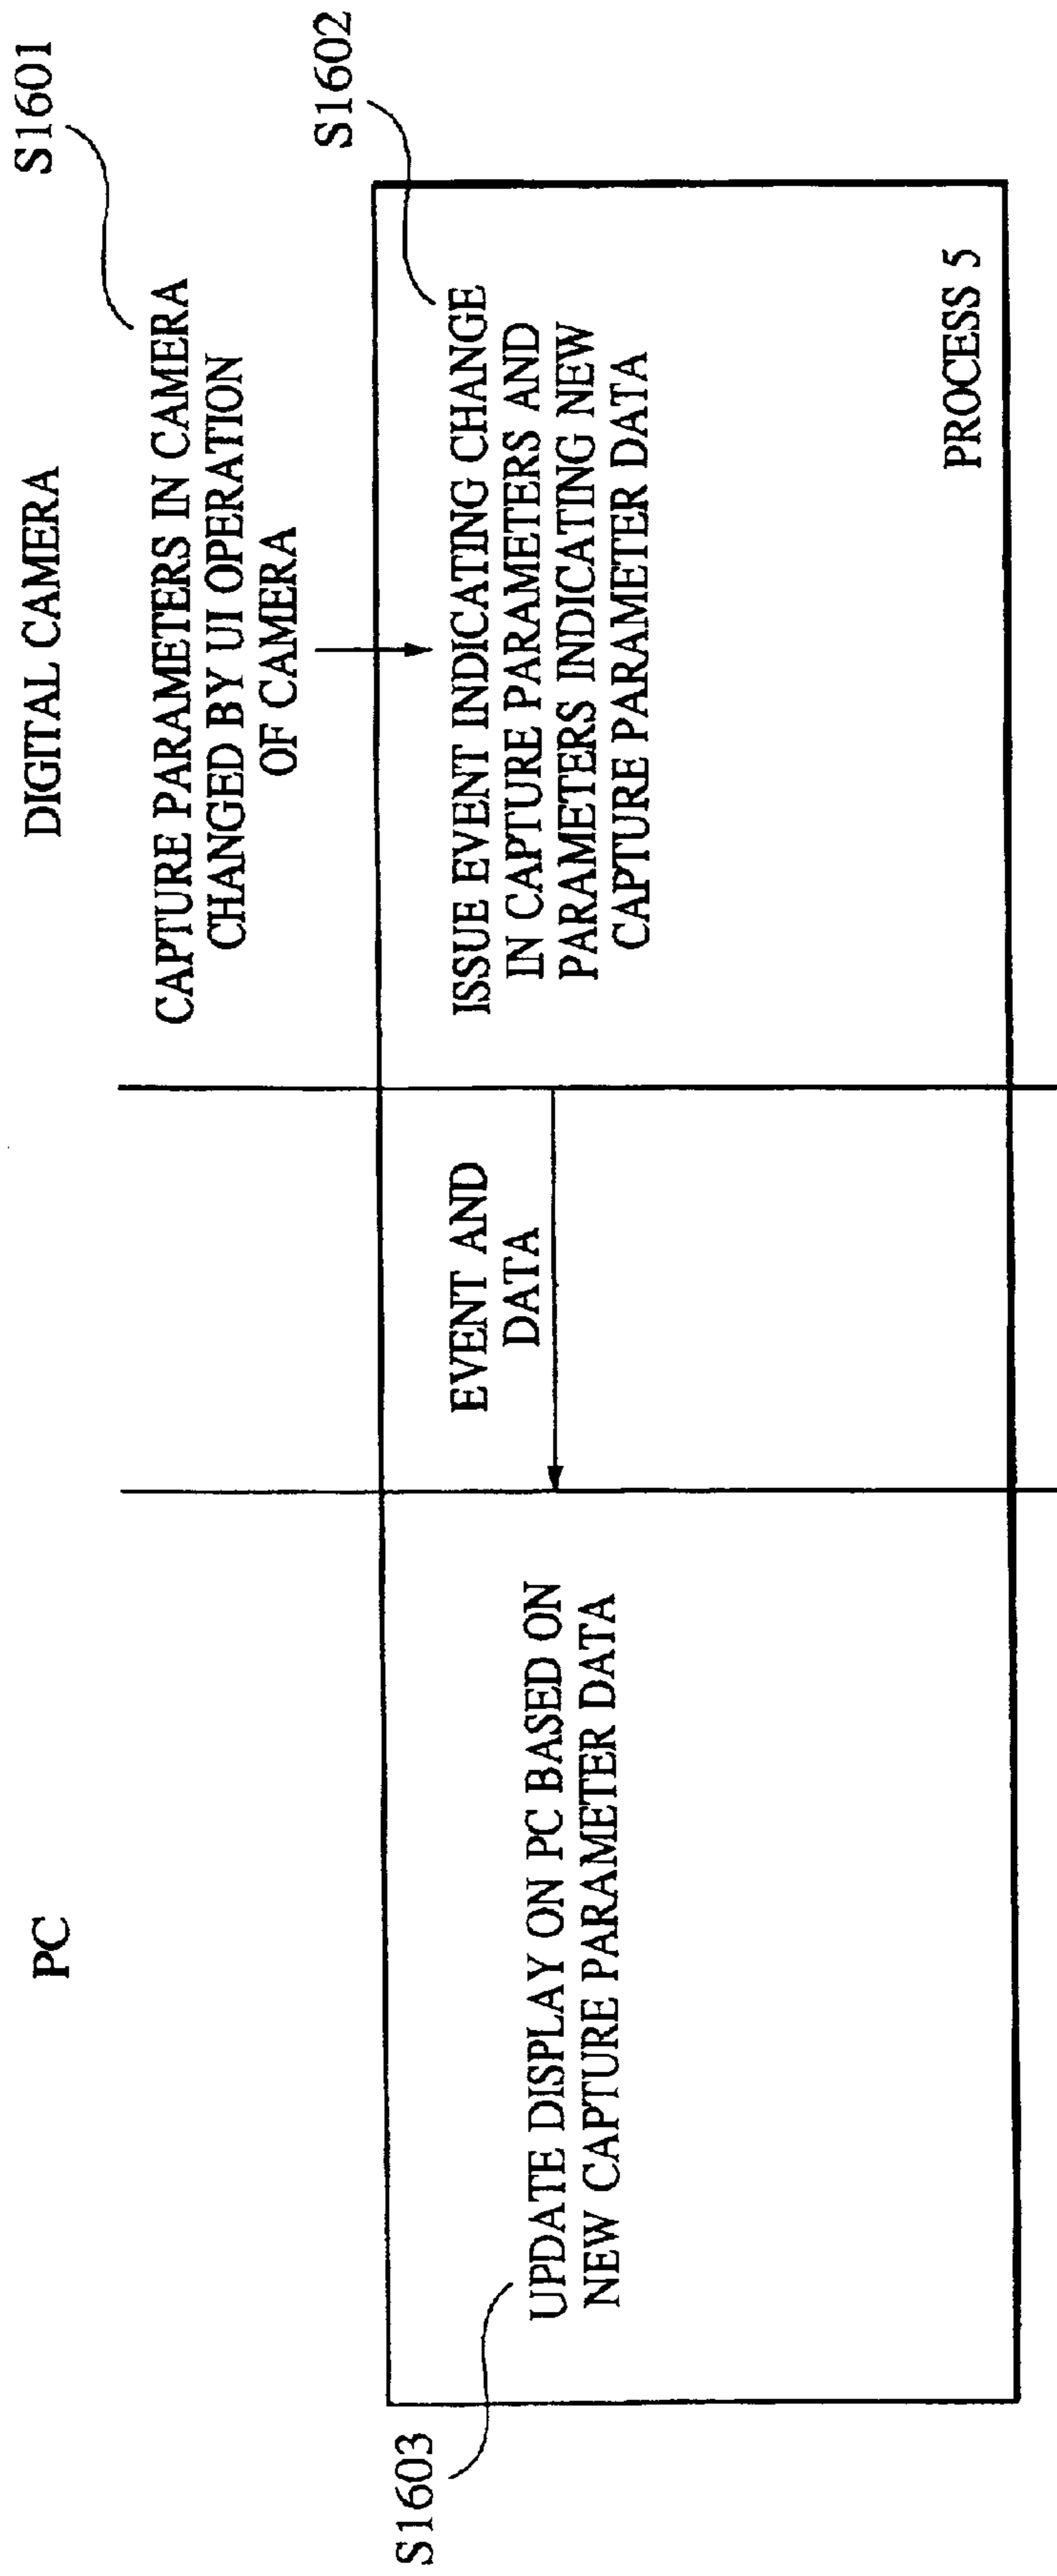 PC
DIGITAL CAMERA
S1601
CAPTURE PARAMETERS IN CAMERA
CHANGED BY UI OPERATION
OF CAMERA
S1602
ISSUE EVENT INDICATING CHANGE
IN CAPTURE PARAMETERS AND
PARAMETERS INDICATING NEW
CAPTURE PARAMETER DATA
EVENT AND
DATA
S1603
UPDATE DISPLAY ON PC BASED ON
NEW CAPTURE PARAMETER DATA
PROCESS 5